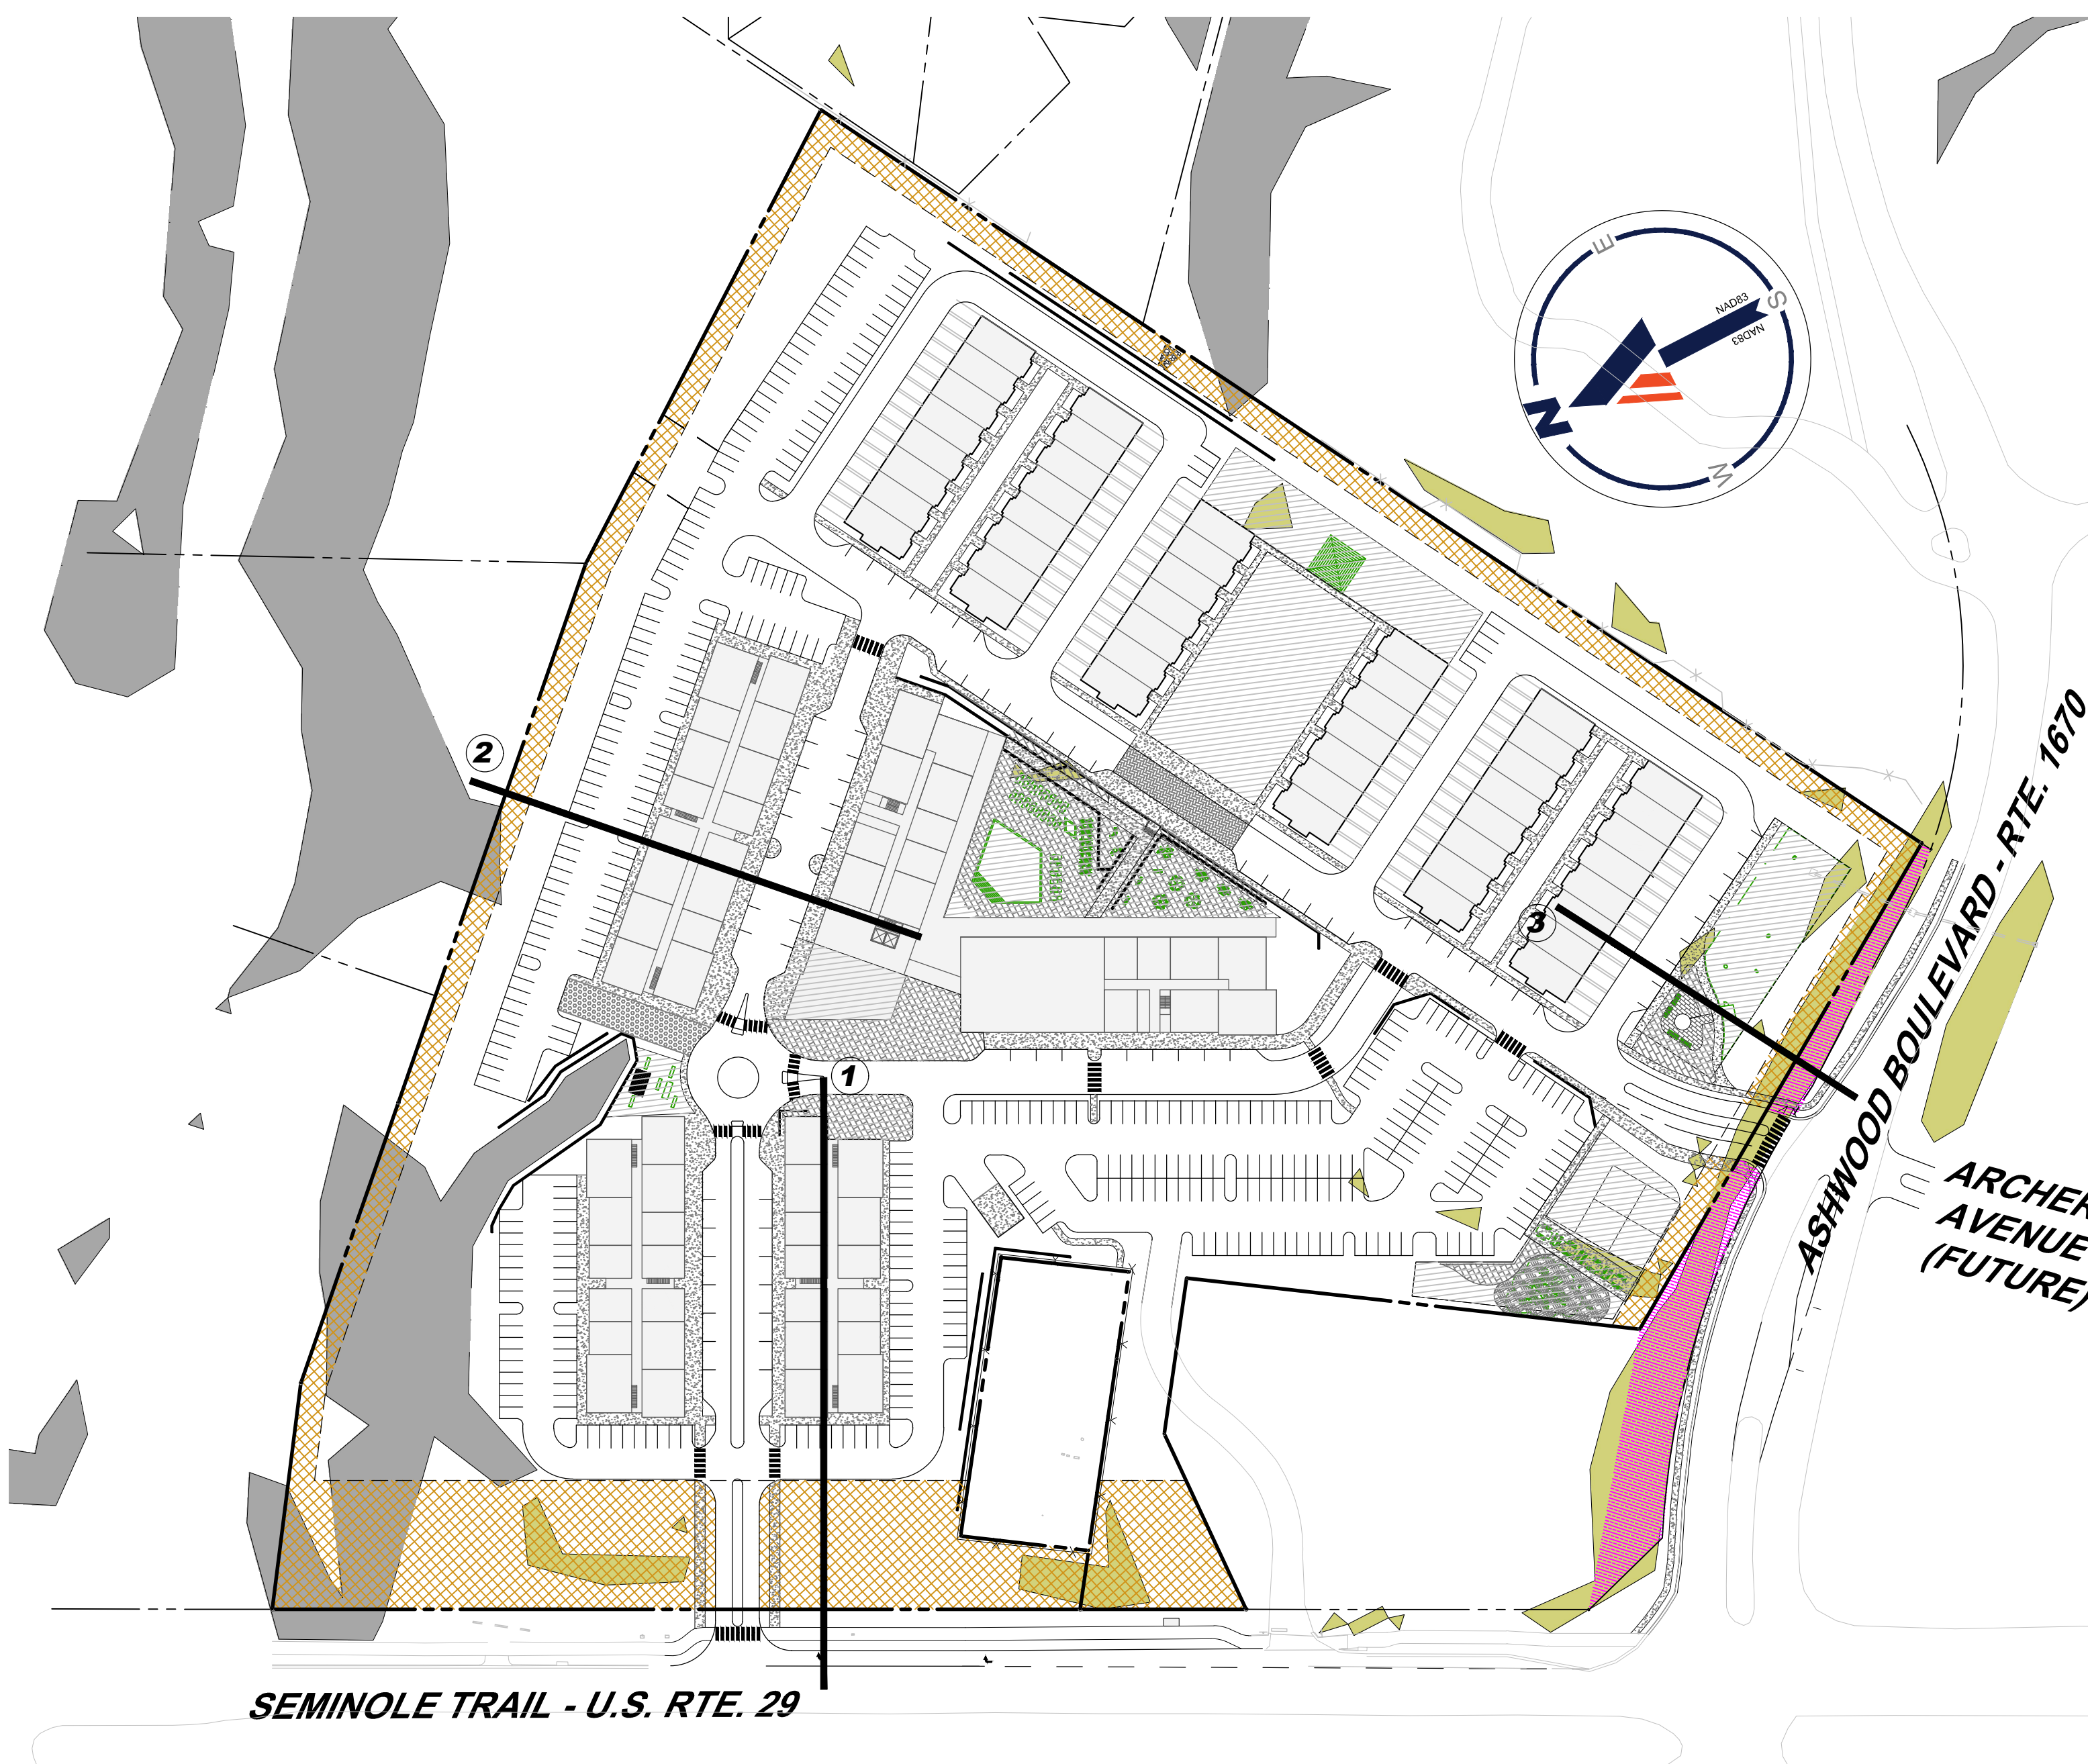 E
S
NAD83
NAD83
N
W
2
3
1
ASHWOOD BOULEVARD - RTE. 1670
ARCHER
AVENUE
(FUTURE)
SEMINOLE TRAIL - U.S. RTE. 29